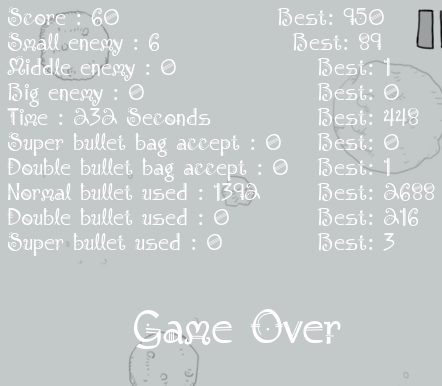 Score : 60 Best: 950
Small enemy : 6 Best: 89
Middle enemy : 0 Best: 1
Big enemy : 0 Best: 0
Time : 232 Seconds Best: 448
Super bullet bag accept : 0 Best: 0
Double bullet bag accept : 0 Best: 1
Normal bullet used : 1392 Best: 2688
Double bullet used : 0 Best: 216
Super bullet used : 0 Best: 3
Game Over